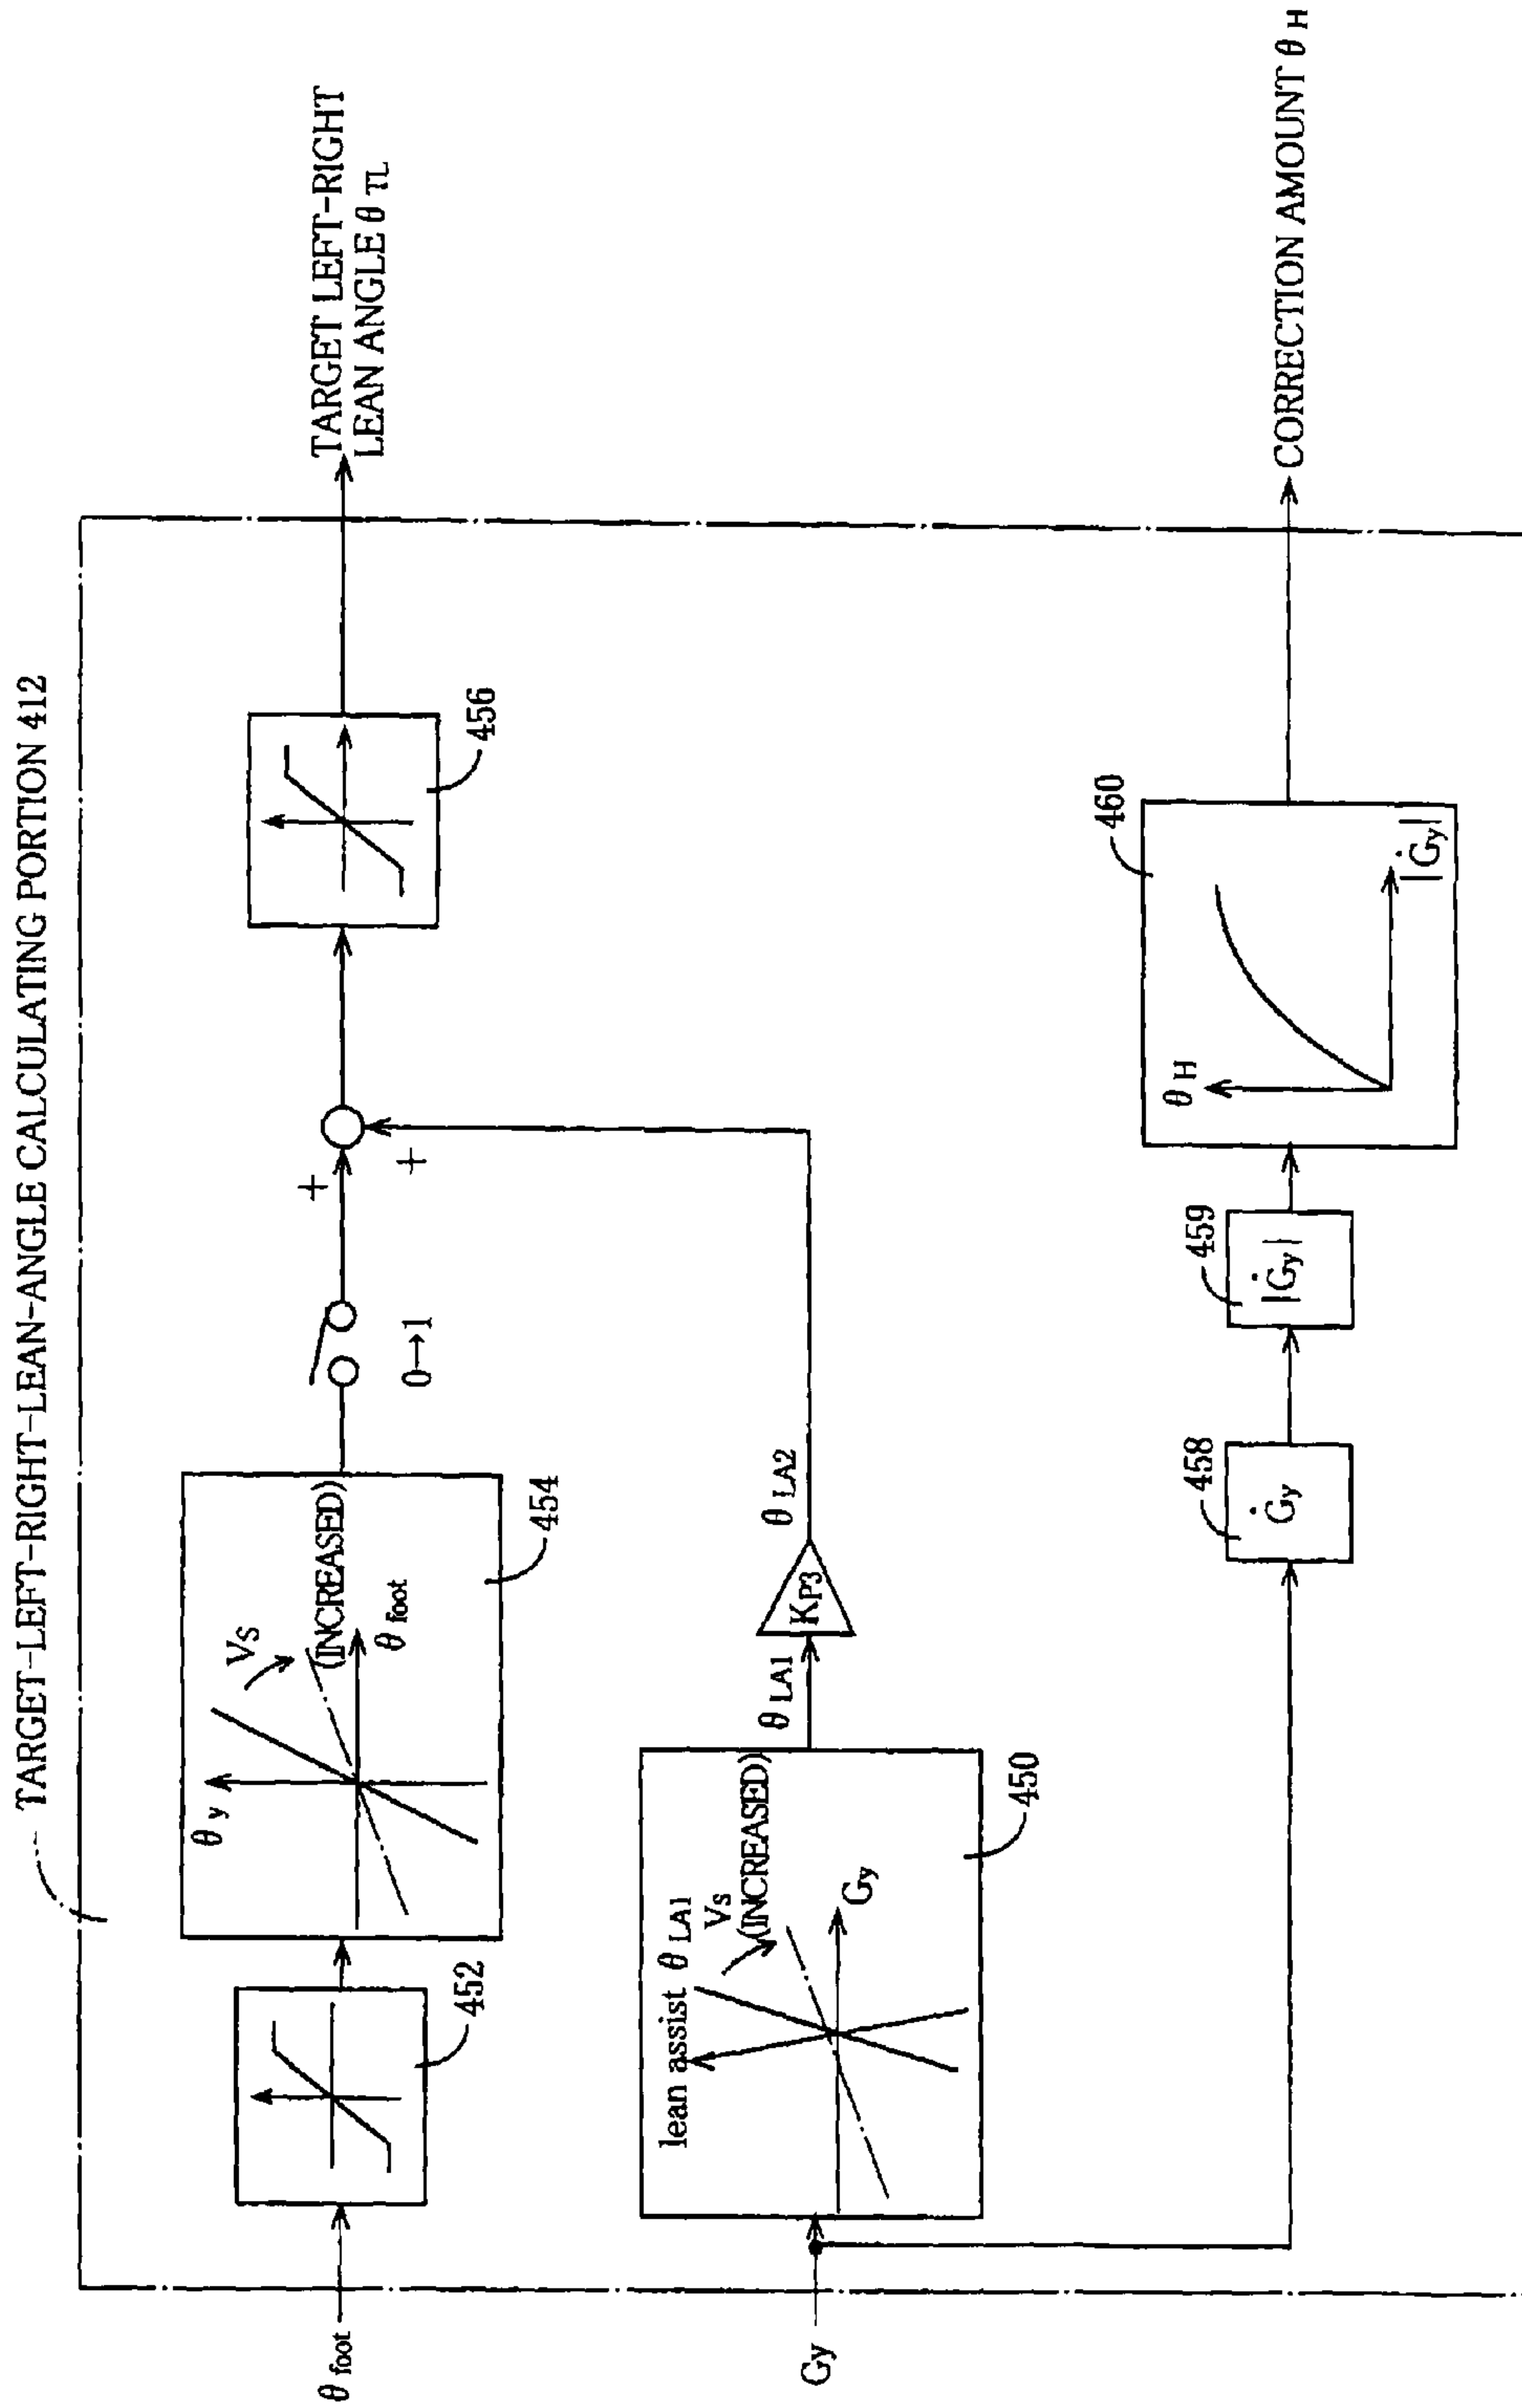 TARGET-LEFT-RIGHT-LEAN-ANGLE CALCULATING PORTION 412
θ foot
452
θ y
Vs
(INCREASED)
θ foot
454
0→1
+
+
456
TARGET LEFT-RIGHT
LEAN ANGLE θ TL
Gy
lean assist θ LA1
Vs
(INCREASED)
Gy
450
θ LA1
KP3
θ LA2
458
Ġy
459
|Ġy|
460
θ H
|Ġy|
CORRECTION AMOUNT θ H